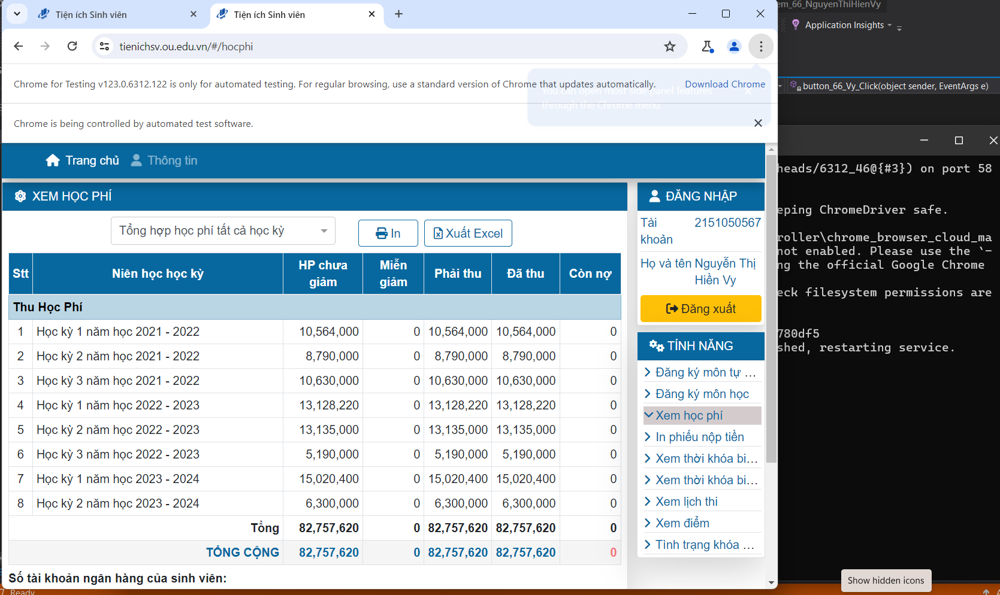 Tiện ích Sinh viên
Tiện ích Sinh viên
em_66_NguyenThiHienVy
Application Insights
tienichsv.ou.edu.vn/#/hocphi
Chrome for Testing v123.0.6312.122 is only for automated testing. For regular browsing, use a standard version of Chrome that updates automatically.
Download Chrome
You can open most side panel features
through the Chrome menu
button_66_Vy_Click(object sender, EventArgs e)
Chrome is being controlled by automated test software.
Trang chủ
Thông tin
heads/6312_46@{#3}) on port 58
eping ChromeDriver safe.
roller\chrome_browser_cloud_ma
not enabled. Please use the `-
ng the official Google Chrome
eck filesystem permissions are
780df5
shed, restarting service.
XEM HỌC PHÍ
Tổng hợp học phí tất cả học kỳ
In
Xuất Excel
Stt Niên học học kỳ HP chưa giảm Miễn giảm Phải thu Đã thu Còn nợ
Thu Học Phí
1 Học kỳ 1 năm học 2021 - 2022 10,564,000 0 10,564,000 10,564,000 0
2 Học kỳ 2 năm học 2021 - 2022 8,790,000 0 8,790,000 8,790,000 0
3 Học kỳ 3 năm học 2021 - 2022 10,630,000 0 10,630,000 10,630,000 0
4 Học kỳ 1 năm học 2022 - 2023 13,128,220 0 13,128,220 13,128,220 0
5 Học kỳ 2 năm học 2022 - 2023 13,135,000 0 13,135,000 13,135,000 0
6 Học kỳ 3 năm học 2022 - 2023 5,190,000 0 5,190,000 5,190,000 0
7 Học kỳ 1 năm học 2023 - 2024 15,020,400 0 15,020,400 15,020,400 0
8 Học kỳ 2 năm học 2023 - 2024 6,300,000 0 6,300,000 6,300,000 0
Tổng 82,757,620 0 82,757,620 82,757,620 0
TỔNG CỘNG 82,757,620 0 82,757,620 82,757,620 0
Số tài khoản ngân hàng của sinh viên:
ĐĂNG NHẬP
Tài khoản 2151050567
Họ và tên Nguyễn Thị
Hiền Vy
Đăng xuất
TÍNH NĂNG
Đăng ký môn tự ...
Đăng ký môn học
Xem học phí
In phiếu nộp tiền
Xem thời khóa bi...
Xem thời khóa bi...
Xem lịch thi
Xem điểm
Tình trạng khóa ...
Show hidden icons
Ready